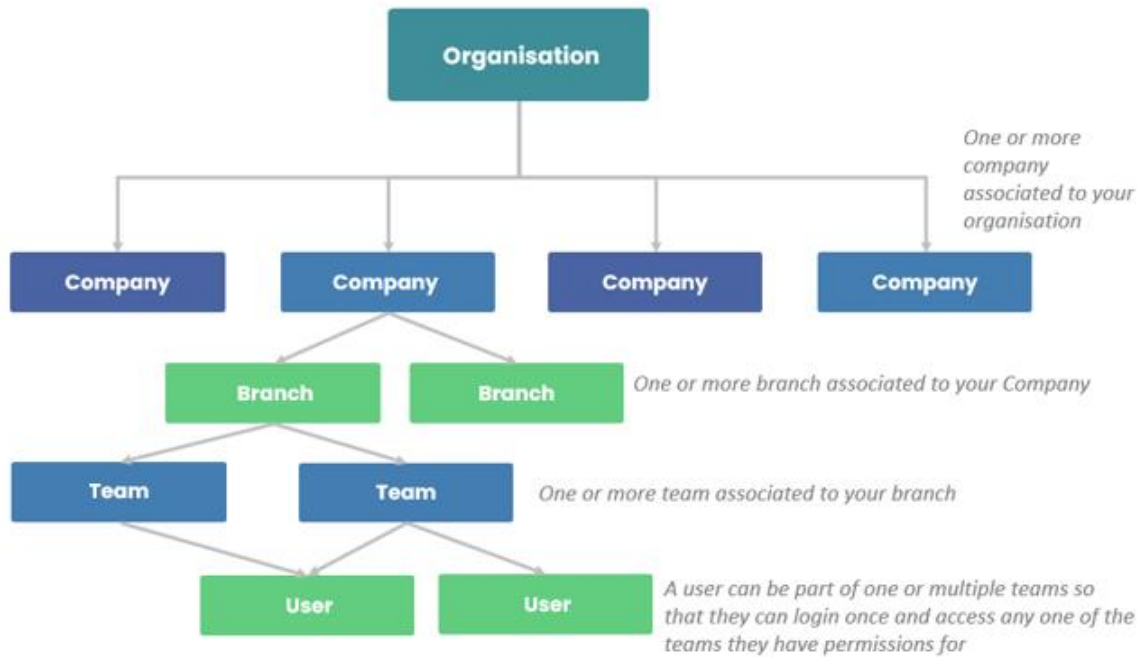 Organisation
One or more
company
associated to your
organisation
Company
Company
Company
Company
Branch
Branch
One or more branch associated to your Company
Team
Team
One or more team associated to your branch
User
User
A user can be part of one or multiple teams so
that they can login once and access any one of the
teams they have permissions for